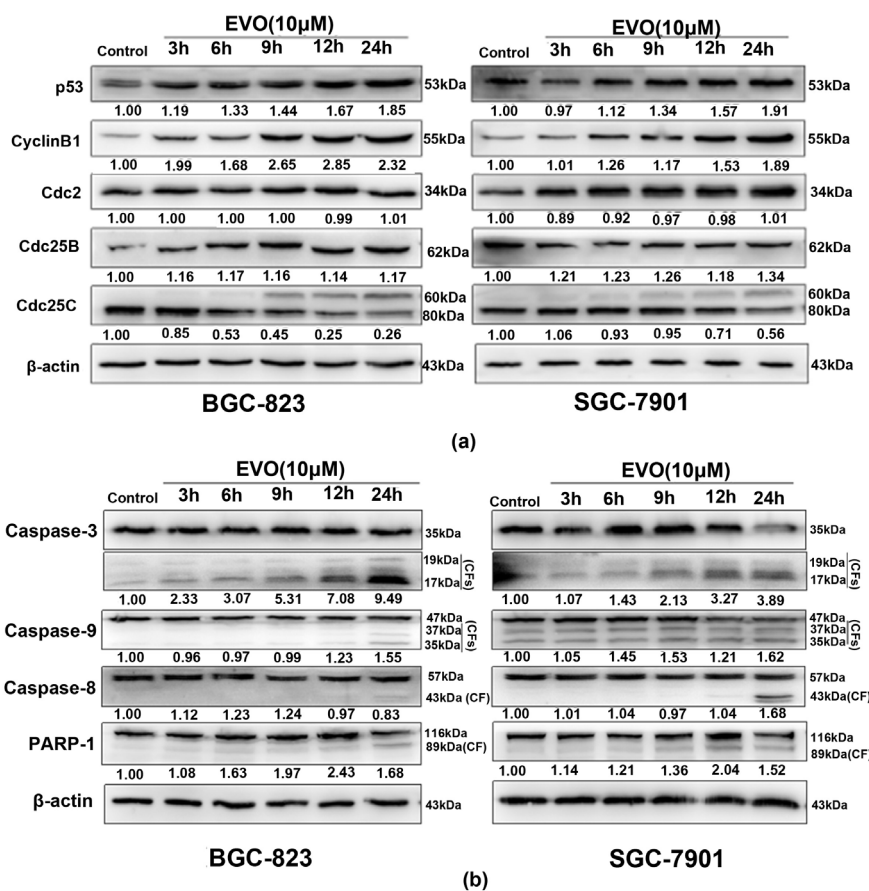 EVO(10μM) EVO(10μM)
Control 3h 6h 9h 12h 24h Control 3h 6h 9h 12h 24h
p53 53kDa 53kDa
1.00 1.19 1.33 1.44 1.67 1.85 1.00 0.97 1.12 1.34 1.57 1.91
CyclinB1 55kDa 55kDa
1.00 1.99 1.68 2.65 2.85 2.32 1.00 1.01 1.26 1.17 1.53 1.89
Cdc2 34kDa 34kDa
1.00 1.00 1.00 1.00 0.99 1.01 1.00 0.89 0.92 0.97 0.98 1.01
Cdc25B 62kDa 62kDa
1.00 1.16 1.17 1.16 1.14 1.17 1.00 1.21 1.23 1.26 1.18 1.34
60kDa 60kDa
Cdc25C 80kDa 80kDa
1.00 0.85 0.53 0.45 0.25 0.26 1.00 1.06 0.93 0.95 0.71 0.56
β-actin 43kDa 43kDa
BGC-823 SGC-7901
(a)
EVO(10μM) EVO(10μM)
Control 3h 6h 9h 12h 24h Control 3h 6h 9h 12h 24h
Caspase-3 35kDa 35kDa
19kDa 19kDa
17kDa (CFs) 17kDa (CFs)
1.00 2.33 3.07 5.31 7.08 9.49 1.00 1.07 1.43 2.13 3.27 3.89
47kDa 47kDa
Caspase-9 37kDa (CFs) 37kDa (CFs)
35kDa 35kDa
1.00 0.96 0.97 0.99 1.23 1.55 1.00 1.05 1.45 1.53 1.21 1.62
57kDa 57kDa
Caspase-8 43kDa (CF) 43kDa(CF)
1.00 1.12 1.23 1.24 0.97 0.83 1.00 1.01 1.04 0.97 1.04 1.68
116kDa 116kDa
PARP-1 89kDa(CF) 89kDa(CF)
1.00 1.08 1.63 1.97 2.43 1.68 1.00 1.14 1.21 1.36 2.04 1.52
β-actin 43kDa 43kDa
BGC-823 SGC-7901
(b)